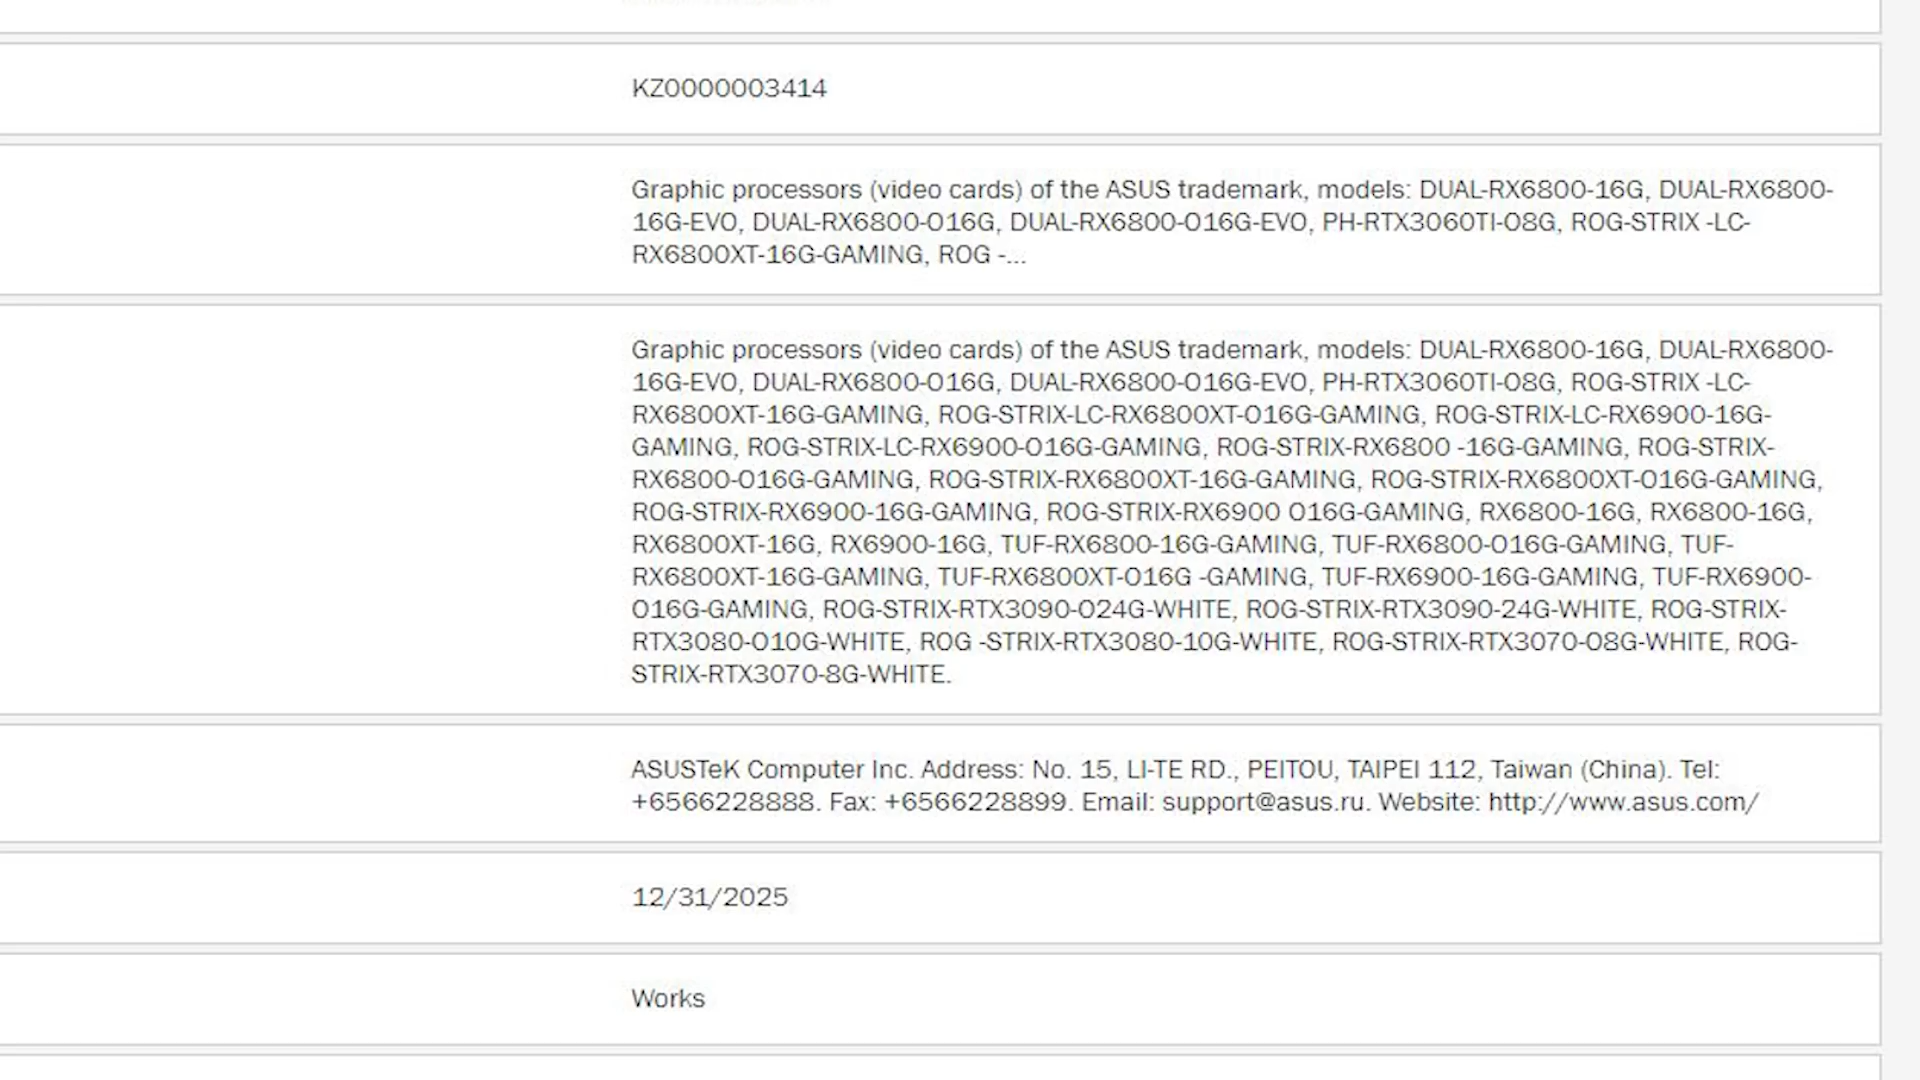 KZ0000003414
Graphic processors (video cards) of the ASUS trademark, models: DUAL-RX6800-16G, DUAL-RX6800-
16G-EVO, DUAL-RX6800-O16G, DUAL-RX6800-O16G-EVO, PH-RTX3060TI-O8G, ROG-STRIX -LC-
RX6800XT-16G-GAMING, ROG -...
Graphic processors (video cards) of the ASUS trademark, models: DUAL-RX6800-16G, DUAL-RX6800-
16G-EVO, DUAL-RX6800-O16G, DUAL-RX6800-O16G-EVO, PH-RTX3060TI-O8G, ROG-STRIX -LC-
RX6800XT-16G-GAMING, ROG-STRIX-LC-RX6800XT-O16G-GAMING, ROG-STRIX-LC-RX6900-16G-
GAMING, ROG-STRIX-LC-RX6900-O16G-GAMING, ROG-STRIX-RX6800 -16G-GAMING, ROG-STRIX-
RX6800-O16G-GAMING, ROG-STRIX-RX6800XT-16G-GAMING, ROG-STRIX-RX6800XT-O16G-GAMING,
ROG-STRIX-RX6900-16G-GAMING, ROG-STRIX-RX6900 O16G-GAMING, RX6800-16G, RX6800-16G,
RX6800XT-16G, RX6900-16G, TUF-RX6800-16G-GAMING, TUF-RX6800-O16G-GAMING, TUF-
RX6800XT-16G-GAMING, TUF-RX6800XT-O16G -GAMING, TUF-RX6900-16G-GAMING, TUF-RX6900-
O16G-GAMING, ROG-STRIX-RTX3090-O24G-WHITE, ROG-STRIX-RTX3090-24G-WHITE, ROG-STRIX-
RTX3080-O10G-WHITE, ROG -STRIX-RTX3080-10G-WHITE, ROG-STRIX-RTX3070-O8G-WHITE, ROG-
STRIX-RTX3070-8G-WHITE.
ASUSTeK Computer Inc. Address: No. 15, LI-TE RD., PEITOU, TAIPEI 112, Taiwan (China). Tel:
+6566228888. Fax: +6566228899. Email: support@asus.ru. Website: http://www.asus.com/
12/31/2025
Works